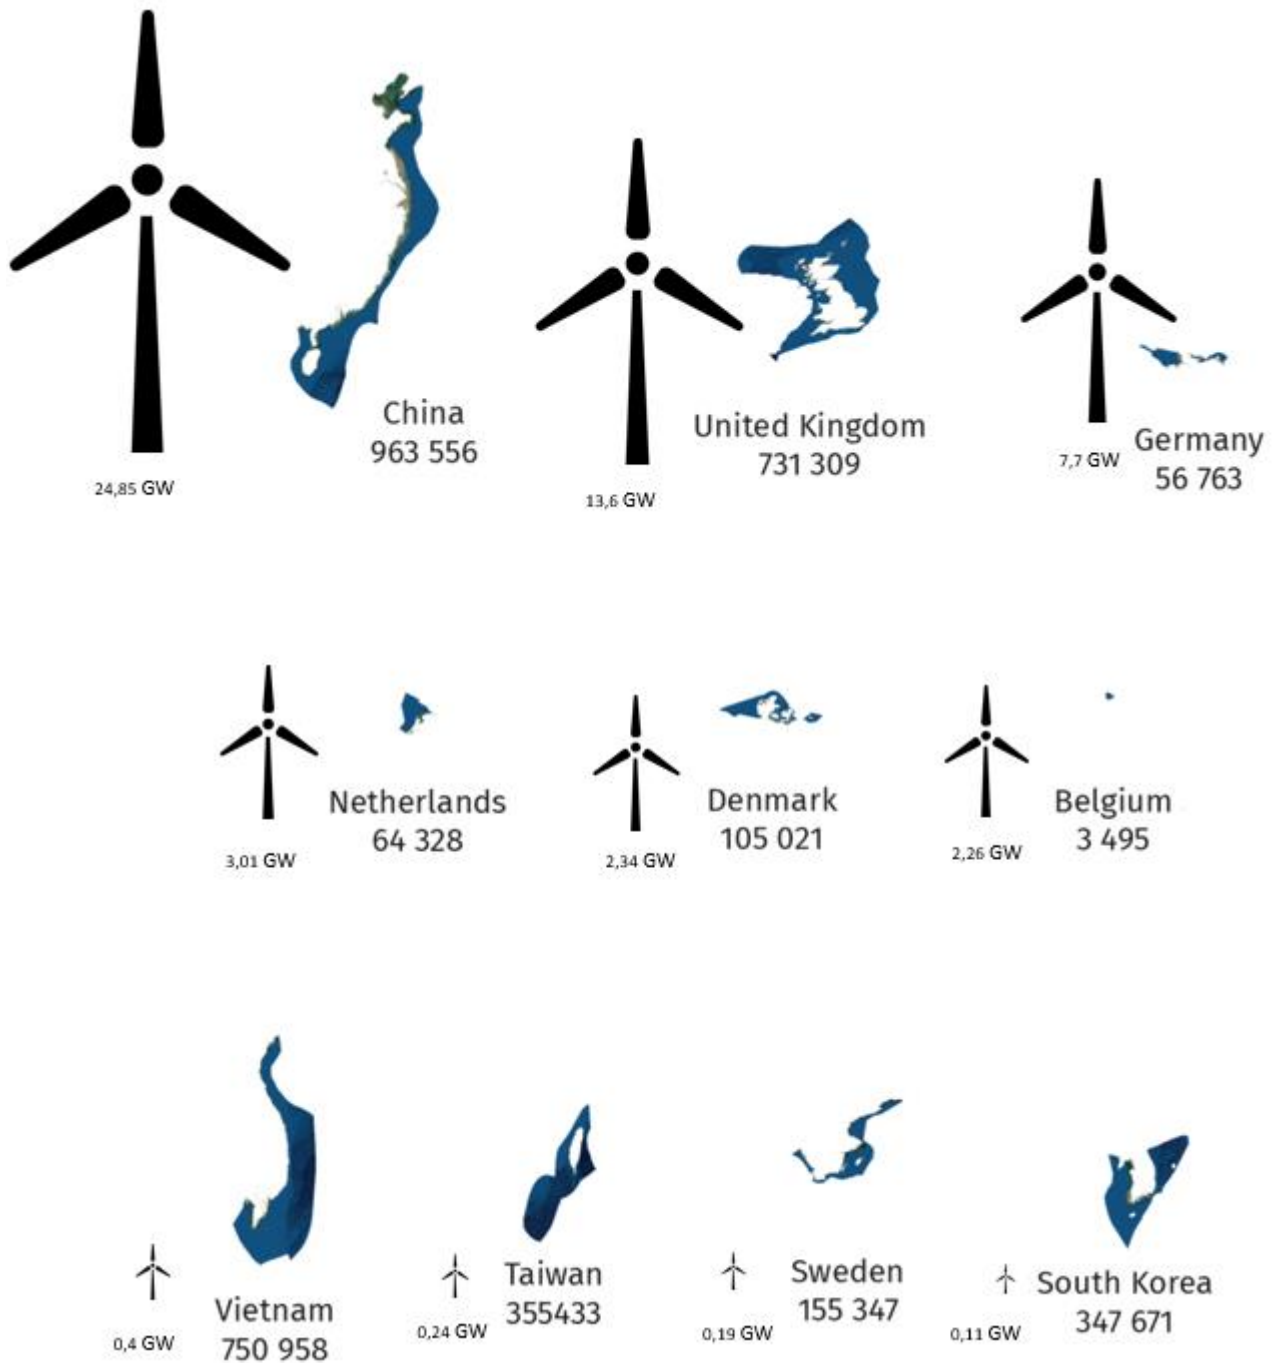 China
963 556
24,85 GW
United Kingdom
731 309
13,6 GW
Germany
56 763
7,7 GW
Netherlands
64 328
3,01 GW
Denmark
105 021
2,34 GW
Belgium
3 495
2,26 GW
Vietnam
750 958
0,4 GW
Taiwan
355433
0,24 GW
Sweden
155 347
0,19 GW
South Korea
347 671
0,11 GW